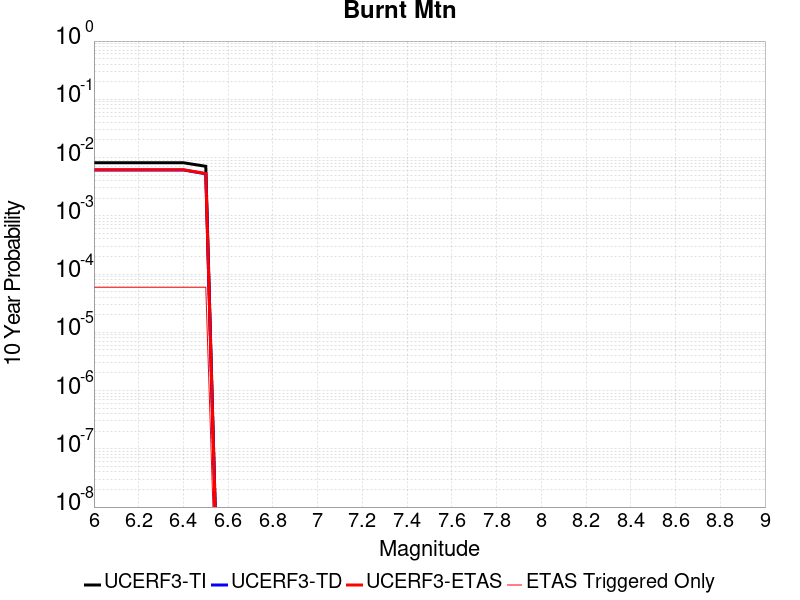 Burnt Mtn
10 Year Probability
10^0
10^-1
10^-2
10^-3
10^-4
10^-5
10^-6
10^-7
10^-8
6 6.2 6.4 6.6 6.8 7 7.2 7.4 7.6 7.8 8 8.2 8.4 8.6 8.8 9
Magnitude
UCERF3-TI UCERF3-TD UCERF3-ETAS ETAS Triggered Only